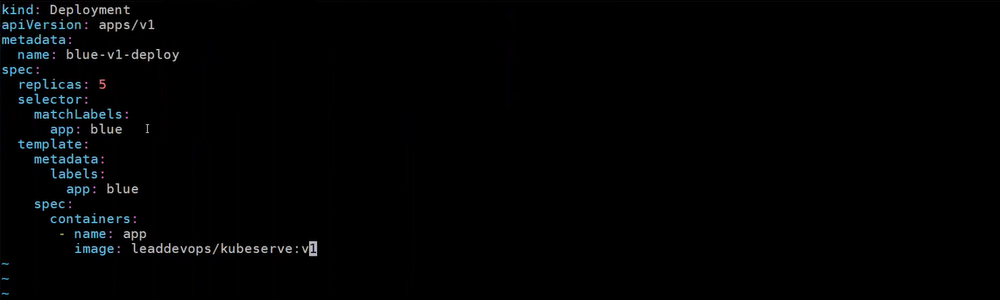 kind: Deployment
apiVersion: apps/v1
metadata:
  name: blue-v1-deploy
spec:
  replicas: 5
  selector:
    matchLabels:
      app: blue
  template:
    metadata:
      labels:
        app: blue
    spec:
      containers:
       - name: app
         image: leaddevops/kubeserve:v1
~
~
~